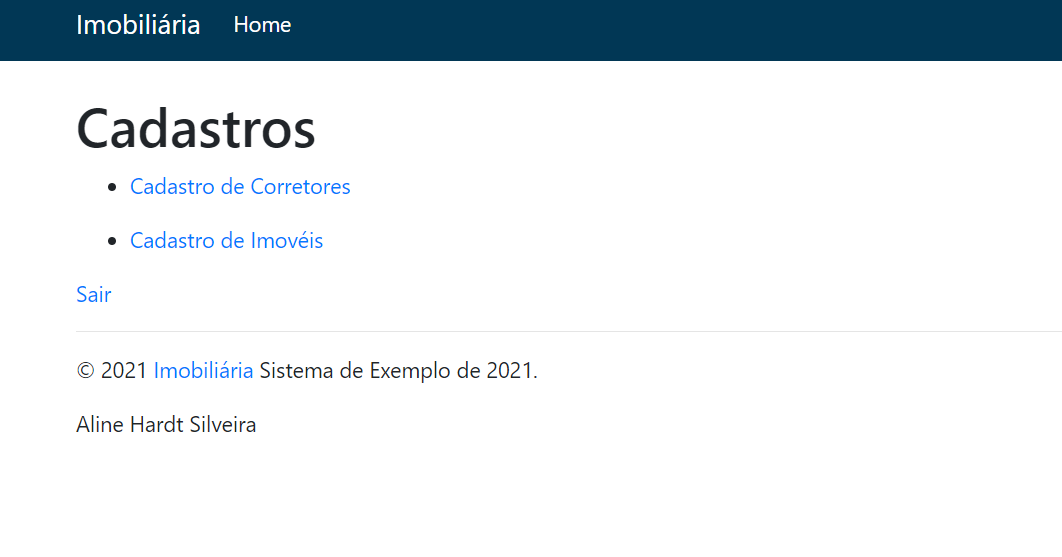 Imobiliária Home
Cadastros
Cadastro de Corretores
Cadastro de Imovéis
Sair
© 2021 Imobiliária Sistema de Exemplo de 2021.
Aline Hardt Silveira